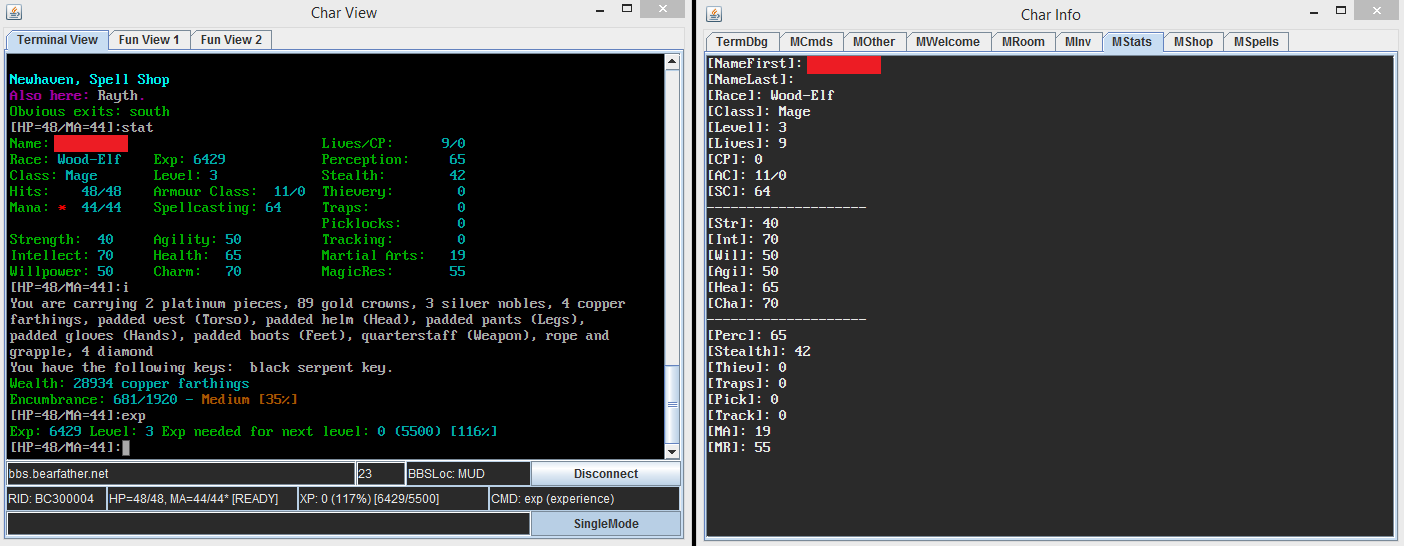 Char View
Terminal View Fun View 1 Fun View 2
Newhaven, Spell Shop
Also here: Rayth.
Obvious exits: south
[HP=48/MA=44]:stat
Name: Lives/CP: 9/0
Race: Wood-Elf Exp: 6429 Perception: 65
Class: Mage Level: 3 Stealth: 42
Hits: 48/48 Armour Class: 11/0 Thievery: 0
Mana: * 44/44 Spellcasting: 64 Traps: 0
Picklocks: 0
Strength: 40 Agility: 50 Tracking: 0
Intellect: 70 Health: 65 Martial Arts: 19
Willpower: 50 Charm: 70 MagicRes: 55
[HP=48/MA=44]:i
You are carrying 2 platinum pieces, 89 gold crowns, 3 silver nobles, 4 copper
farthings, padded vest (Torso), padded helm (Head), padded pants (Legs),
padded gloves (Hands), padded boots (Feet), quarterstaff (Weapon), rope and
grapple, 4 diamond
You have the following keys:  black serpent key.
Wealth: 28934 copper farthings
Encumbrance: 681/1920 - Medium [35%]
[HP=48/MA=44]:exp
Exp: 6429 Level: 3 Exp needed for next level: 0 (5500) [116%]
[HP=48/MA=44]:
bbs.bearfather.net 23 BBSLoc: MUD Disconnect
RID: BC300004 HP=48/48, MA=44/44* [READY] XP: 0 (117%) [6429/5500] CMD: exp (experience)
SingleMode
Char Info
TermDbg MCmds MOther MWelcome MRoom MInv MStats MShop MSpells
[NameFirst]:
[NameLast]:
[Race]: Wood-Elf
[Class]: Mage
[Level]: 3
[Lives]: 9
[CP]: 0
[AC]: 11/0
[SC]: 64
--------------------
[Str]: 40
[Int]: 70
[Wil]: 50
[Agi]: 50
[Hea]: 65
[Cha]: 70
--------------------
[Perc]: 65
[Stealth]: 42
[Thiev]: 0
[Traps]: 0
[Pick]: 0
[Track]: 0
[MA]: 19
[MR]: 55